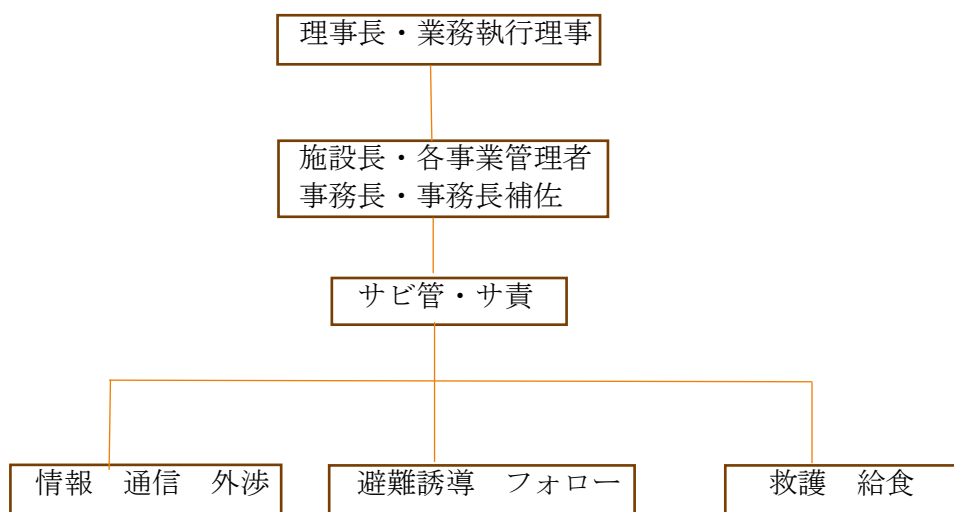 理事長・業務執行理事
施設長・各事業管理者
事務長・事務長補佐
サビ管・サ責
情報　通信　外渉
避難誘導　フォロー
救護　給食